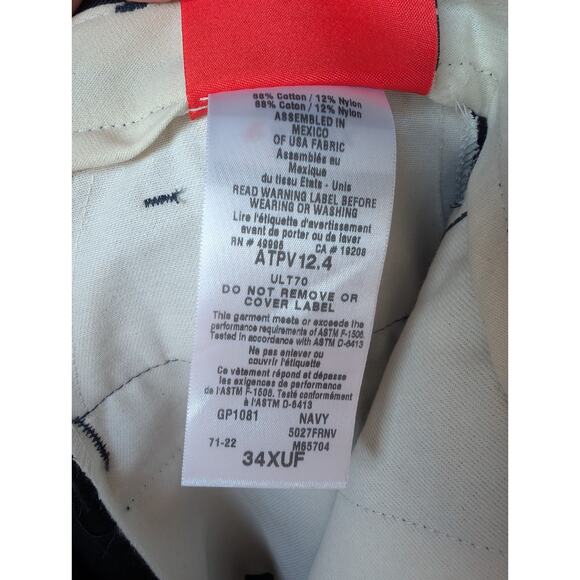 88% Cotton / 12% Nylon
88% Coton / 12% Nylon
ASSEMBLED IN
MEXICO
OF USA FABRIC
Assemblés au
Mexique
du tissu Etats - Unis
READ WARNING LABEL BEFORE
WEARING OR WASHING
Lire l'étiquette d'avertissement
avant de porter ou de laver
RN # 49995 CA # 19208
ATPV12.4
ULT70
DO NOT REMOVE OR
COVER LABEL
This garment meets or exceeds the
performance requirements of ASTM F-1506.
Tested in accordance with ASTM D-6413
Ne pas enlever ou
couvrir l'étiquette
Ce vêtement répond et dépasse
les exigences de performance
de l'ASTM F-1506. Testé conformément
à l'ASTM D-6413
GP1081 NAVY
5027FRNV
71-22 M65704
34XUF